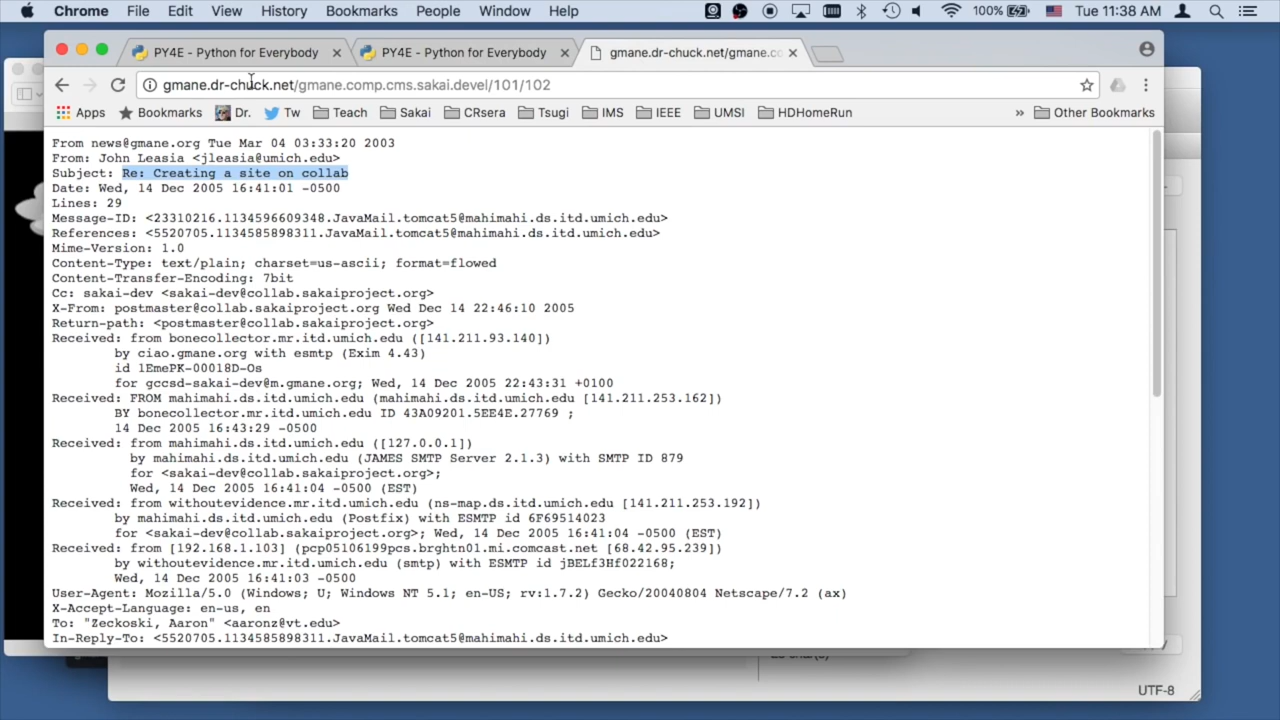 Chrome File Edit View History Bookmarks People Window Help 100% Tue 11:38 AM
PY4E - Python for Everybody
PY4E - Python for Everybody
gmane.dr-chuck.net/gmane.co
gmane.dr-chuck.net/gmane.comp.cms.sakai.devel/101/102
Apps Bookmarks Dr. Tw Teach Sakai CRsera Tsugi IMS IEEE UMSI HDHomeRun » Other Bookmarks
From news@gmane.org Tue Mar 04 03:33:20 2003
From: John Leasia <jleasia@umich.edu>
Subject: Re: Creating a site on collab
Date: Wed, 14 Dec 2005 16:41:01 -0500
Lines: 29
Message-ID: <23310216.1134596609348.JavaMail.tomcat5@mahimahi.ds.itd.umich.edu>
References: <5520705.1134585898311.JavaMail.tomcat5@mahimahi.ds.itd.umich.edu>
Mime-Version: 1.0
Content-Type: text/plain; charset=us-ascii; format=flowed
Content-Transfer-Encoding: 7bit
Cc: sakai-dev <sakai-dev@collab.sakaiproject.org>
X-From: postmaster@collab.sakaiproject.org Wed Dec 14 22:46:10 2005
Return-path: <postmaster@collab.sakaiproject.org>
Received: from bonecollector.mr.itd.umich.edu ([141.211.93.140])
by ciao.gmane.org with esmtp (Exim 4.43)
id 1EmePK-00018D-Os
for gccsd-sakai-dev@m.gmane.org; Wed, 14 Dec 2005 22:43:31 +0100
Received: FROM mahimahi.ds.itd.umich.edu (mahimahi.ds.itd.umich.edu [141.211.253.162])
BY bonecollector.mr.itd.umich.edu ID 43A09201.5EE4E.27769 ;
14 Dec 2005 16:43:29 -0500
Received: from mahimahi.ds.itd.umich.edu ([127.0.0.1])
by mahimahi.ds.itd.umich.edu (JAMES SMTP Server 2.1.3) with SMTP ID 879
for <sakai-dev@collab.sakaiproject.org>;
Wed, 14 Dec 2005 16:41:04 -0500 (EST)
Received: from withoutevidence.mr.itd.umich.edu (ns-map.ds.itd.umich.edu [141.211.253.192])
by mahimahi.ds.itd.umich.edu (Postfix) with ESMTP id 6F69514023
for <sakai-dev@collab.sakaiproject.org>; Wed, 14 Dec 2005 16:41:04 -0500 (EST)
Received: from [192.168.1.103] (pcp05106199pcs.brghtn01.mi.comcast.net [68.42.95.239])
by withoutevidence.mr.itd.umich.edu (smtp) with ESMTP id jBELf3Hf022168;
Wed, 14 Dec 2005 16:41:03 -0500
User-Agent: Mozilla/5.0 (Windows; U; Windows NT 5.1; en-US; rv:1.7.2) Gecko/20040804 Netscape/7.2 (ax)
X-Accept-Language: en-us, en
To: "Zeckoski, Aaron" <aaronz@vt.edu>
In-Reply-To: <5520705.1134585898311.JavaMail.tomcat5@mahimahi.ds.itd.umich.edu>
UTF-8